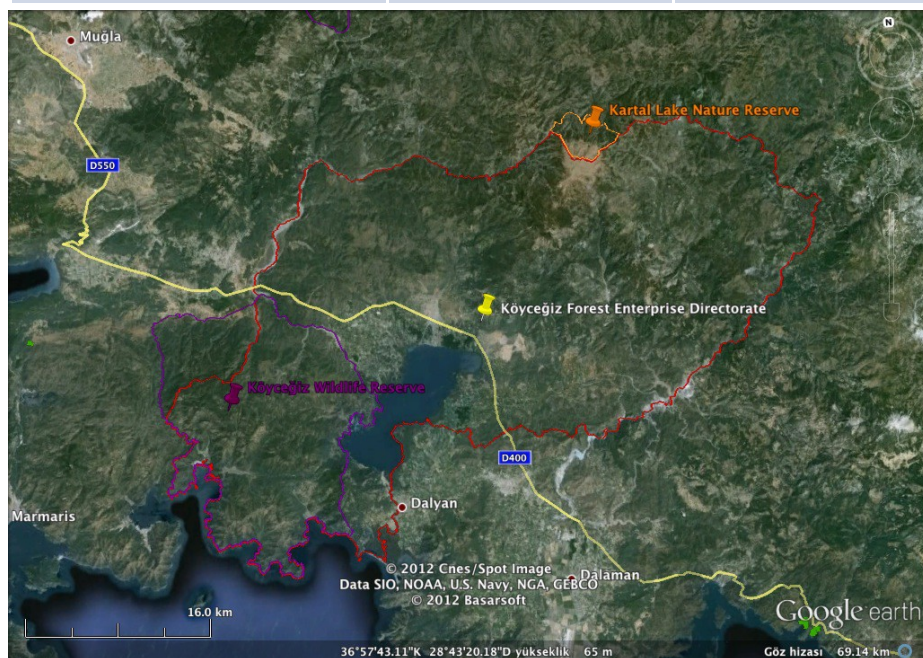 Muğla
N
Kartal Lake Nature Reserve
D550
Köyceğiz Forest Enterprise Directorate
Köyceğiz Wildlife Reserve
D400
Dalyan
Marmaris
© 2012 Cnes/Spot Image
Dalaman
Data SIO, NOAA, U.S. Navy, NGA, GEBCO
© 2012 Basarsoft
16.0 km
Google earth
36°57'43.11"K 28°43'20.18"D yükseklik 65 m
Göz hizası 69.14 km